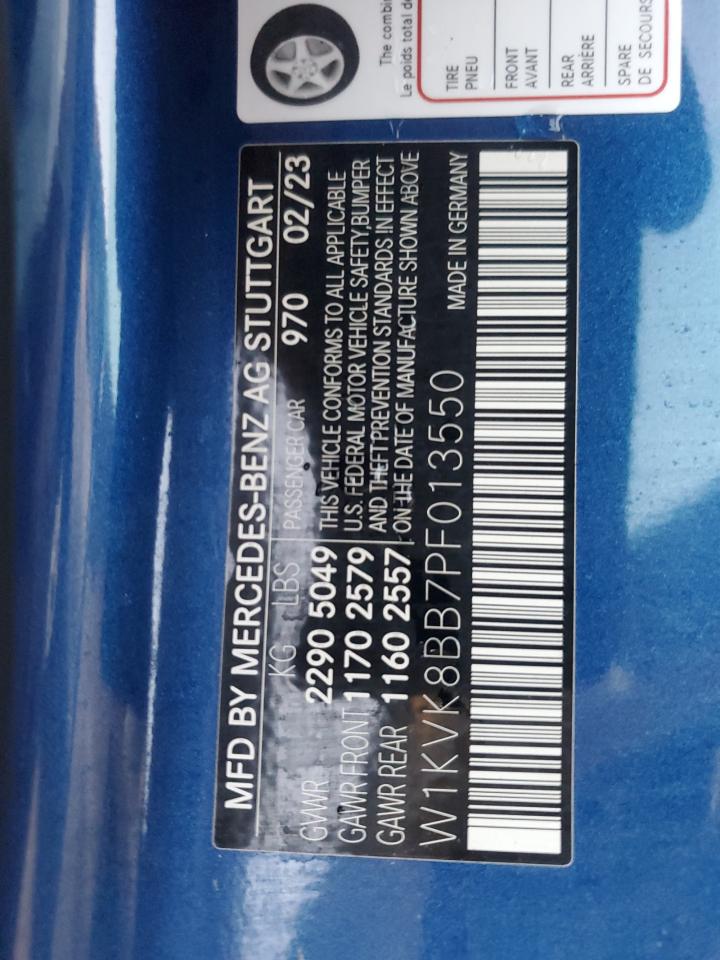 MFD BY MERCEDES-BENZ AG STUTTGART
KG LBS PASSENGER CAR 970 02/23
GVWR 2290 5049 THIS VEHICLE CONFORMS TO ALL APPLICABLE
GAWR FRONT 1170 2579 U.S. FEDERAL MOTOR VEHICLE SAFETY,BUMPER
GAWR REAR 1160 2557 AND THEFT PREVENTION STANDARDS IN EFFECT
ON THE DATE OF MANUFACTURE SHOWN ABOVE
W1KVK8BB7PF013550 MADE IN GERMANY
The combin
Le poids total de
TIRE
PNEU
FRONT
AVANT
REAR
ARRIÈRE
SPARE
DE SECOURS